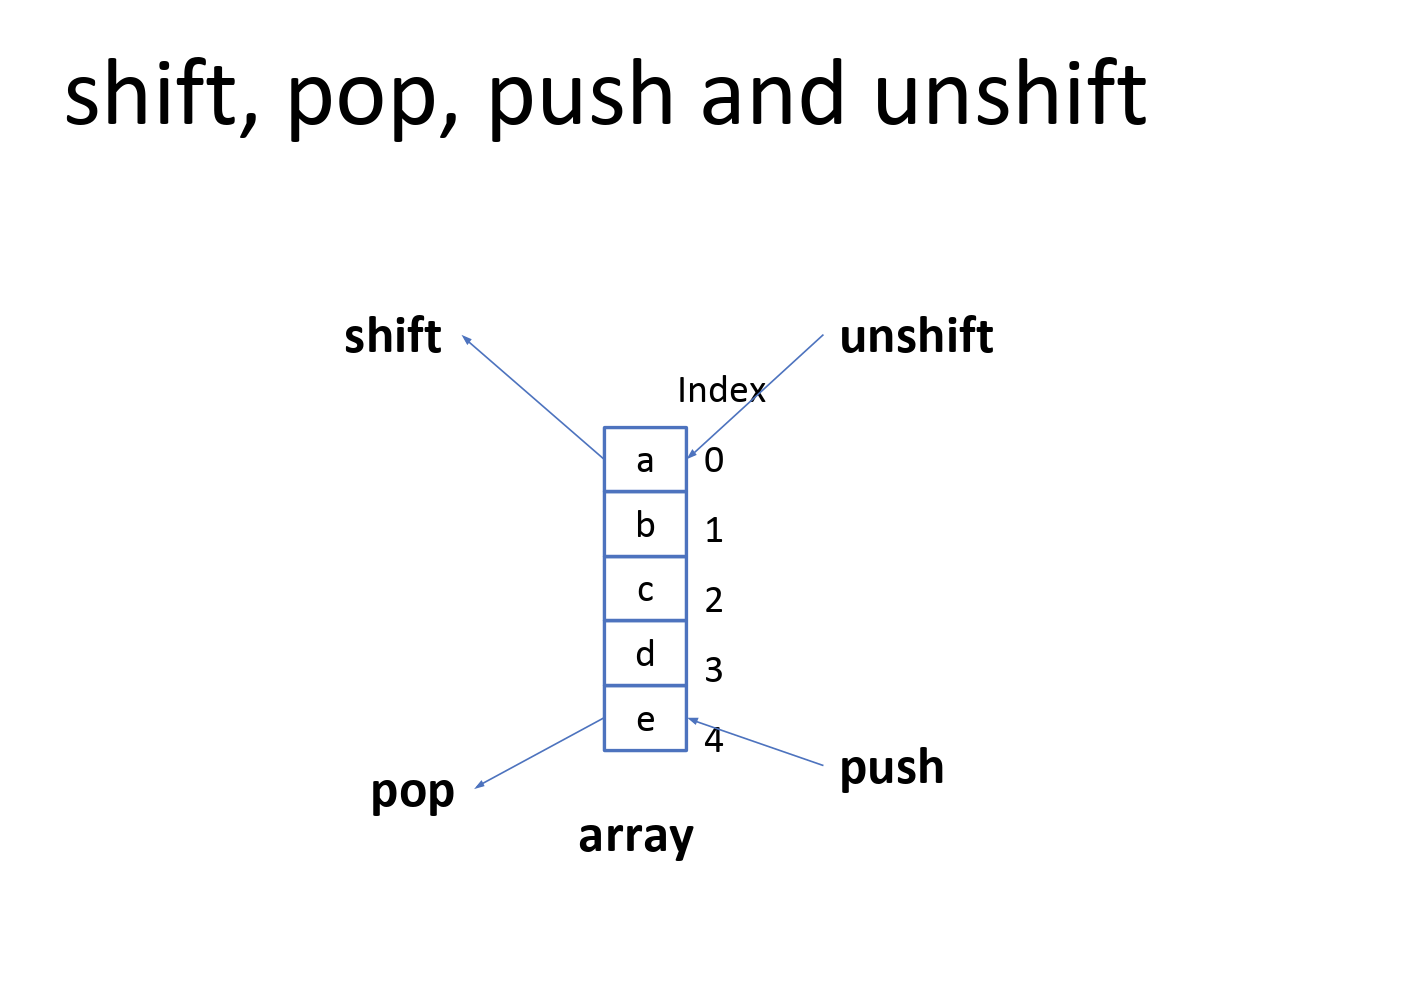 shift, pop, push and unshift
shift
unshift
Index
a 0
b 1
c 2
d 3
e 4
push
pop
array